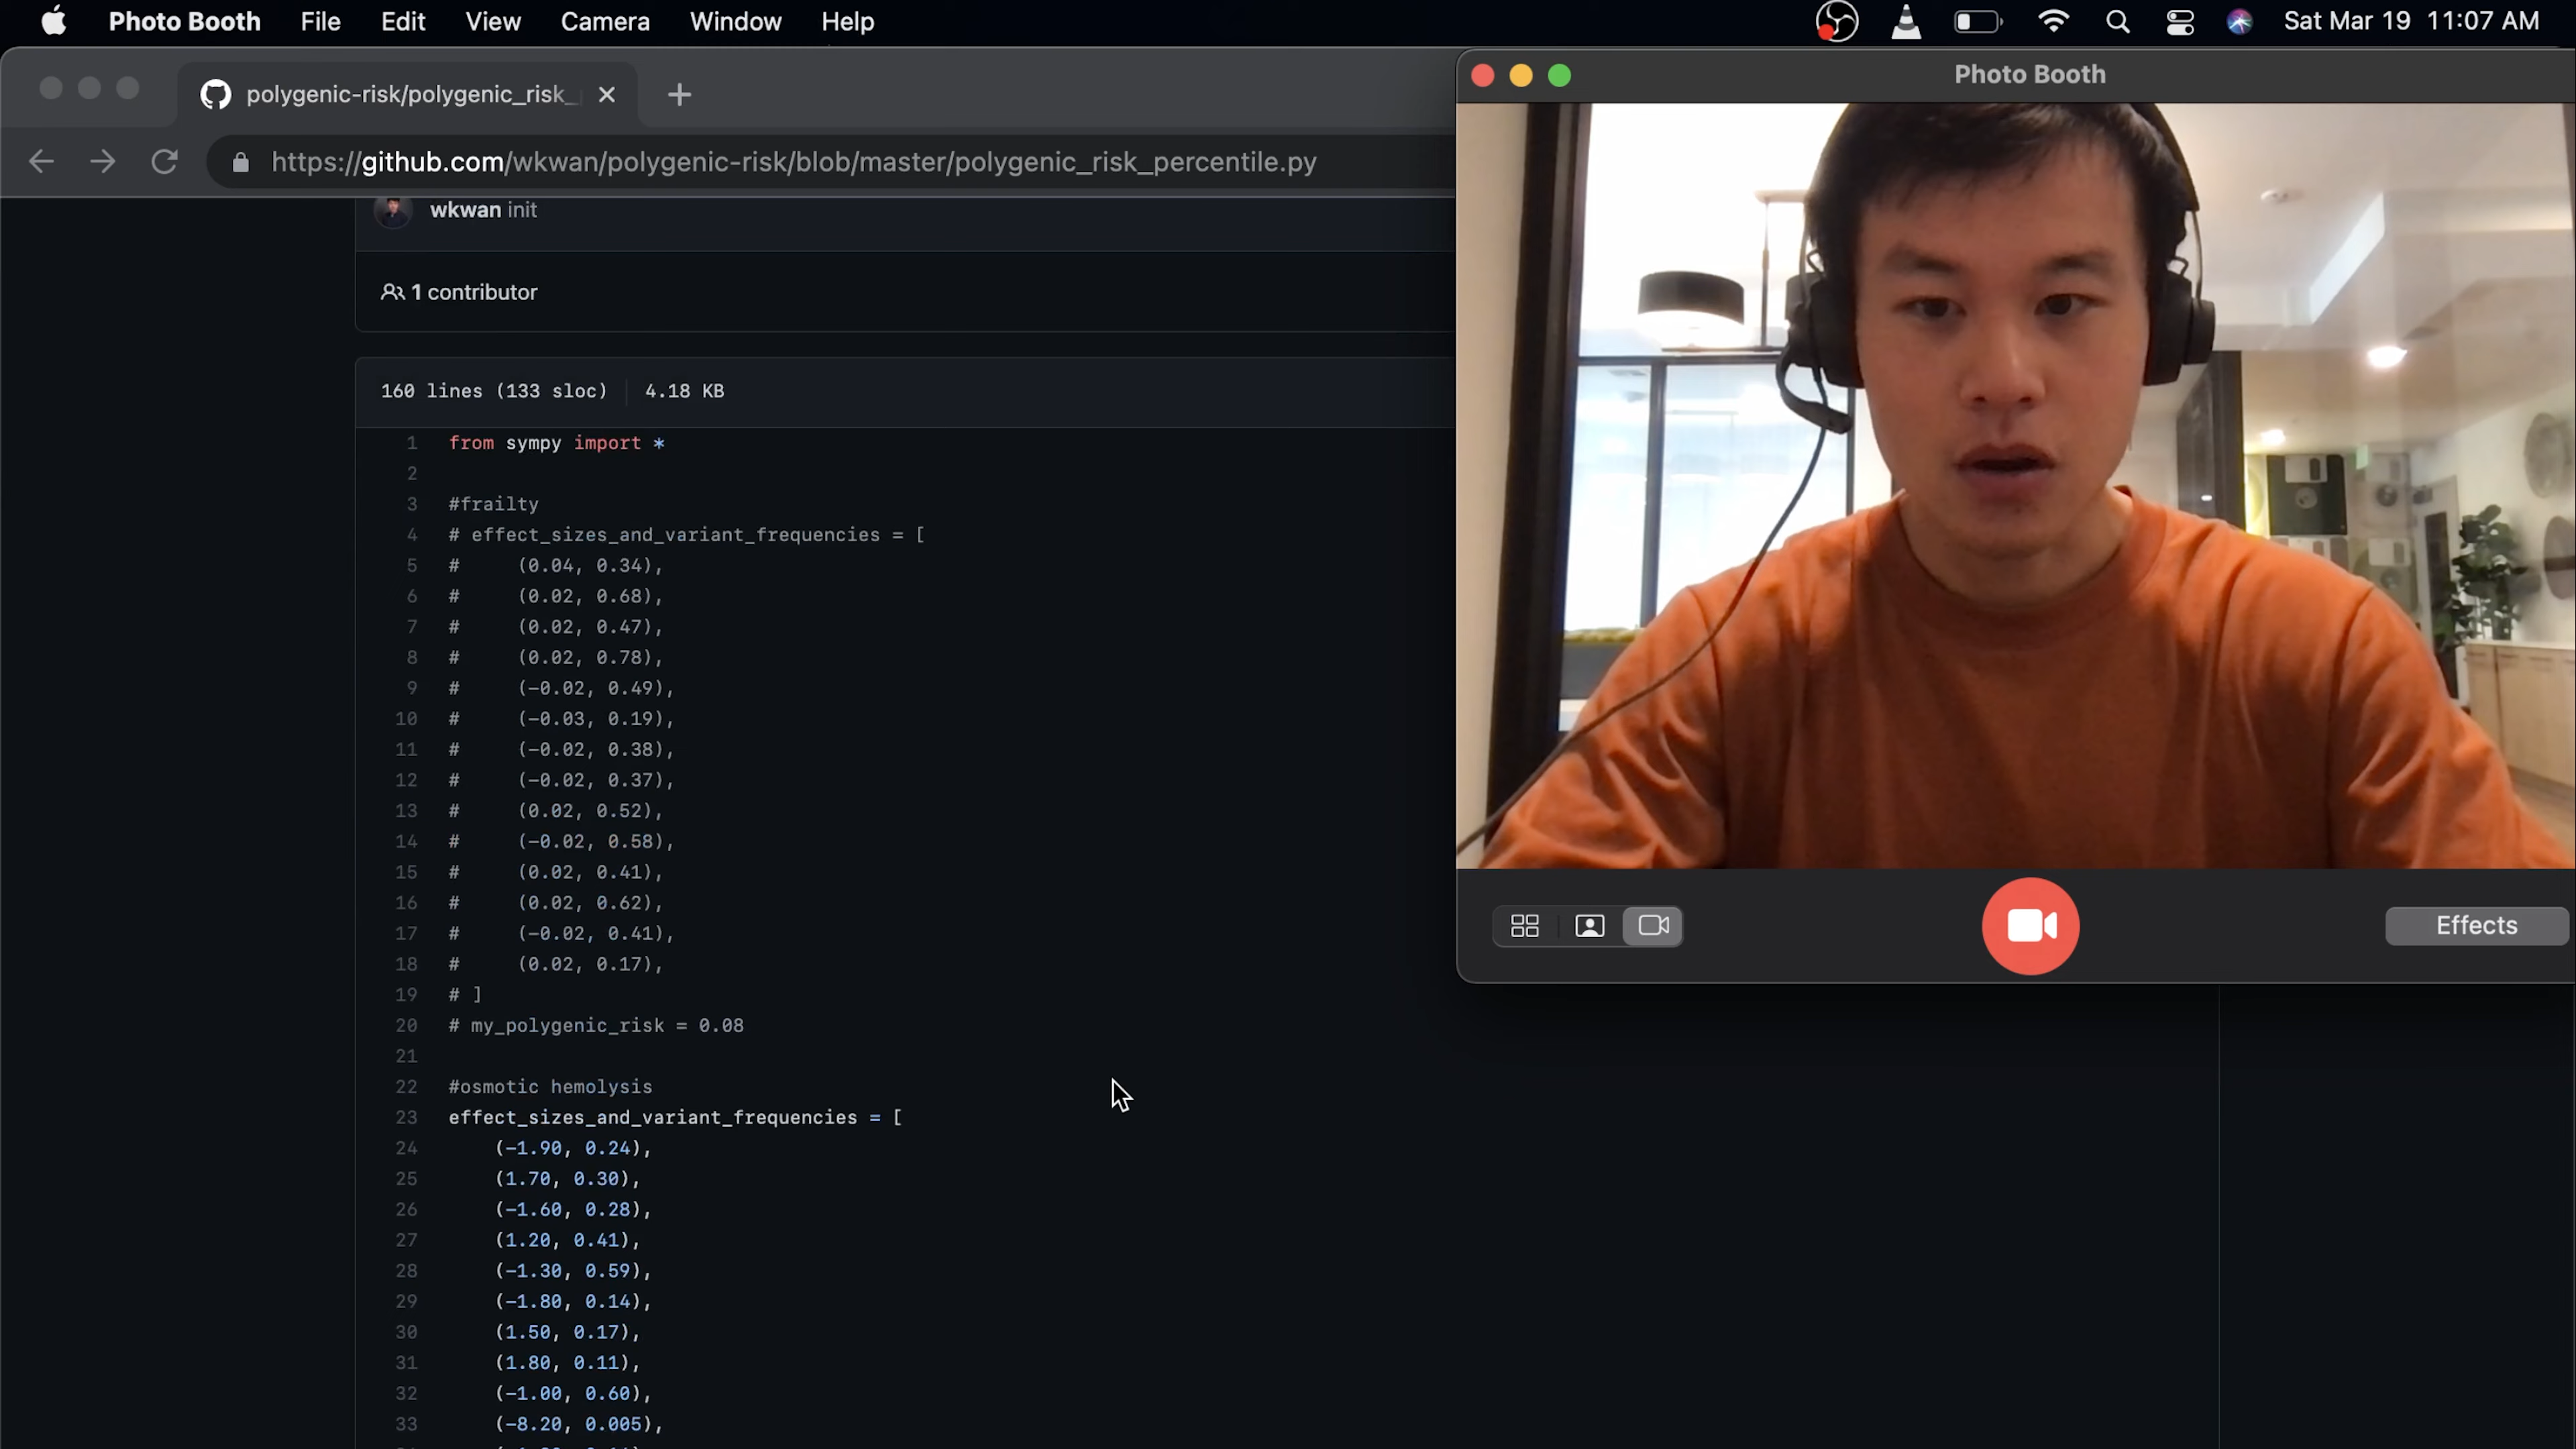 Photo Booth File Edit View Camera Window Help Sat Mar 19 11:07 AM
polygenic-risk/polygenic_risk_
Photo Booth
https://github.com/wkwan/polygenic-risk/blob/master/polygenic_risk_percentile.py
wkwan init
1 contributor
160 lines (133 sloc) 4.18 KB
1 from sympy import *
2
3 #frailty
4 # effect_sizes_and_variant_frequencies = [
5 # (0.04, 0.34),
6 # (0.02, 0.68),
7 # (0.02, 0.47),
8 # (0.02, 0.78),
9 # (-0.02, 0.49),
10 # (-0.03, 0.19),
11 # (-0.02, 0.38),
12 # (-0.02, 0.37),
13 # (0.02, 0.52),
14 # (-0.02, 0.58),
15 # (0.02, 0.41),
16 # (0.02, 0.62),
17 # (-0.02, 0.41),
18 # (0.02, 0.17),
19 # ]
20 # my_polygenic_risk = 0.08
21
22 #osmotic hemolysis
23 effect_sizes_and_variant_frequencies = [
24 (-1.90, 0.24),
25 (1.70, 0.30),
26 (-1.60, 0.28),
27 (1.20, 0.41),
28 (-1.30, 0.59),
29 (-1.80, 0.14),
30 (1.50, 0.17),
31 (1.80, 0.11),
32 (-1.00, 0.60),
33 (-8.20, 0.005),
Effects